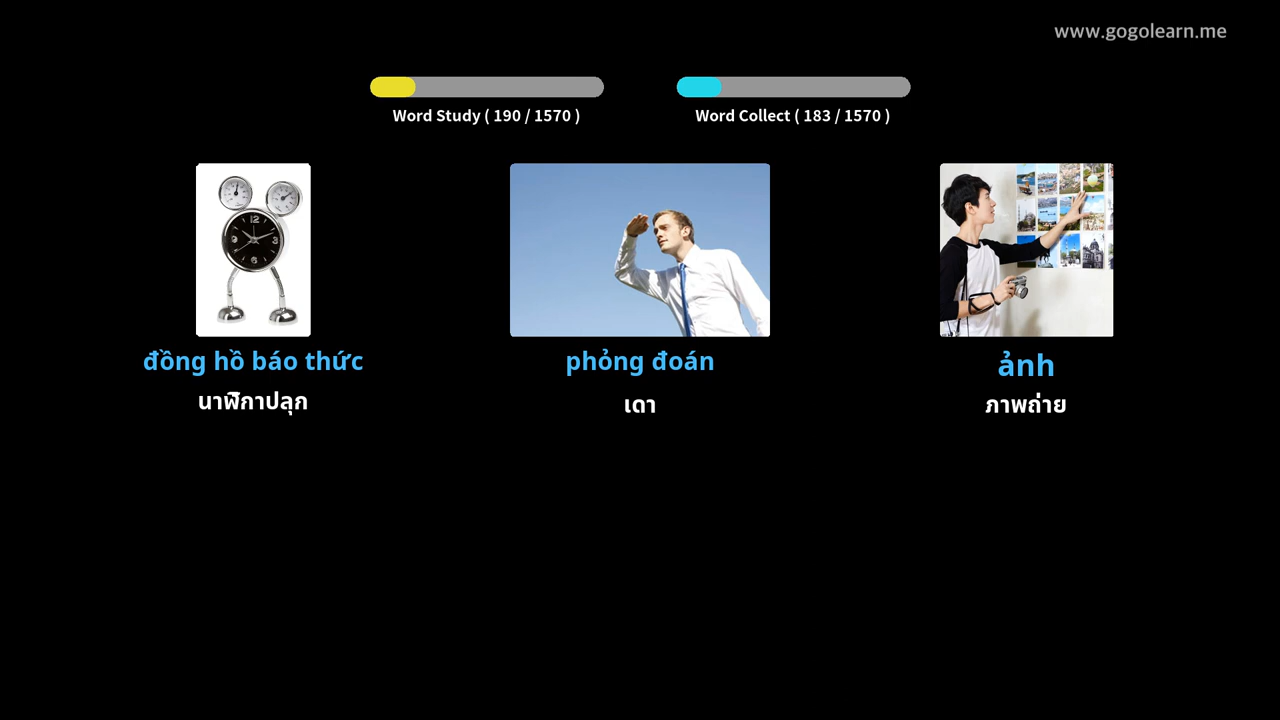 www.gogolearn.me
Word Study ( 190 / 1570 )
Word Collect ( 183 / 1570 )
đồng hồ báo thức
นาฬิกาปลุก
phỏng đoán
เดา
ảnh
ภาพถ่าย